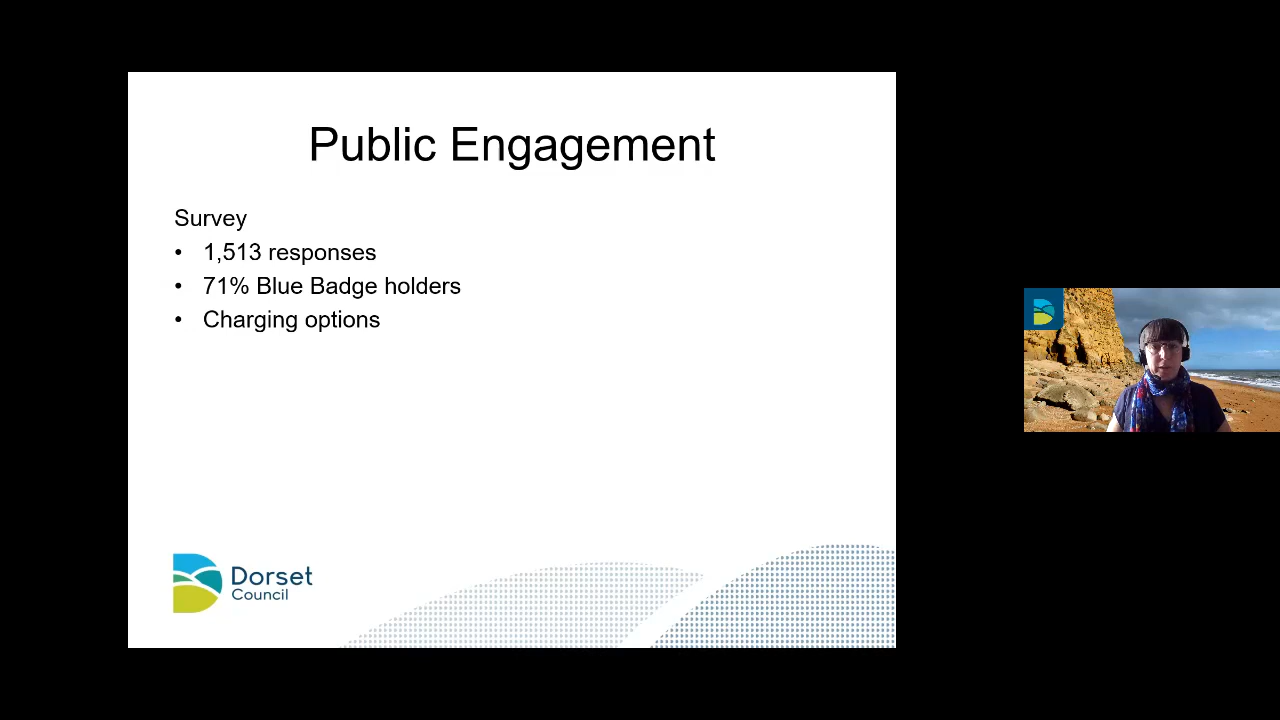 Public Engagement
Survey
• 1,513 responses
• 71% Blue Badge holders
• Charging options
Dorset
Council